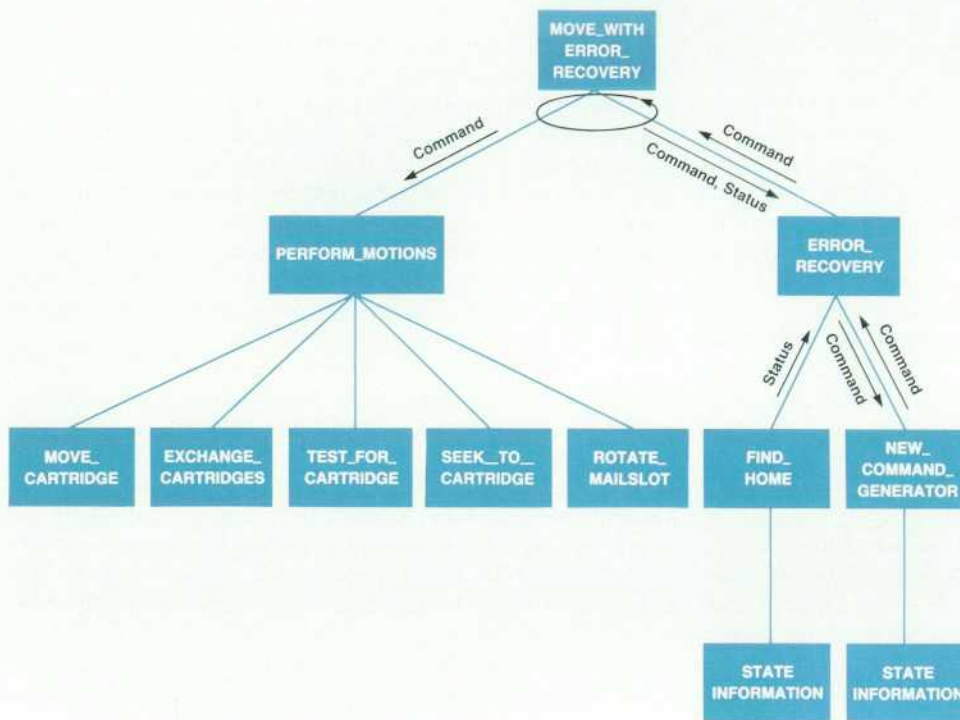 MOVE_WITH
ERROR_
RECOVERY
Command
Command
Command, Status
PERFORM_MOTIONS
ERROR_
RECOVERY
Status
Command
Command
MOVE_
CARTRIDGE
EXCHANGE_
CARTRIDGES
TEST_FOR_
CARTRIDGE
SEEK__TO__
CARTRIDGE
ROTATE_
MAILSLOT
FIND_
HOME
NEW_
COMMAND_
GENERATOR
STATE
INFORMATION
STATE
INFORMATION